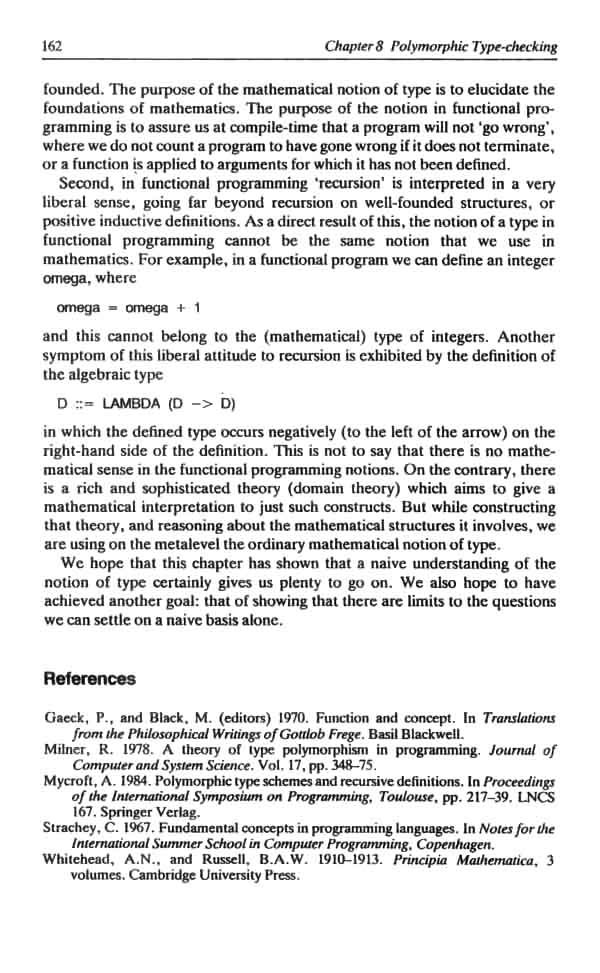 162
Chapter 8 Polymorphic Type-checking
founded. The purpose of the mathematical notion of type is to elucidate the
foundations of mathematics. The purpose of the notion in functional pro-
gramming is to assure us at compile-time that a program will not 'go wrong',
where we do not count a program to have gone wrong if it does not terminate,
or a function is applied to arguments for which it has not been defined.
Second, in functional programming 'recursion' is interpreted in a very
liberal sense, going far beyond recursion on well-founded structures, or
positive inductive definitions. As a direct result of this, the notion of a type in
functional programming cannot be the same notion that we use in
mathematics. For example, in a functional program we can define an integer
omega, where
omega = omega + 1
and this cannot belong to the (mathematical) type of integers. Another
symptom of this liberal attitude to recursion is exhibited by the definition of
the algebraic type
D ::= LAMBDA (D -> D)
in which the defined type occurs negatively (to the left of the arrow) on the
right-hand side of the definition. This is not to say that there is no mathe-
matical sense in the functional programming notions. On the contrary, there
is a rich and sophisticated theory (domain theory) which aims to give a
mathematical interpretation to just such constructs. But while constructing
that theory, and reasoning about the mathematical structures it involves, we
are using on the metalevel the ordinary mathematical notion of type.
We hope that this chapter has shown that a naive understanding of the
notion of type certainly gives us plenty to go on. We also hope to have
achieved another goal: that of showing that there are limits to the questions
we can settle on a naive basis alone.
References
Gaeck, P., and Black, M. (editors) 1970. Function and concept. In Translations
from the Philosophical Writings of Gottlob Frege. Basil Blackwell.
Milner, R. 1978. A theory of type polymorphism in programming. Journal of
Computer and System Science. Vol. 17, pp. 348–75.
Mycroft, A. 1984. Polymorphic type schemes and recursive definitions. In Proceedings
of the International Symposium on Programming, Toulouse, pp. 217–39. LNCS
167. Springer Verlag.
Strachey, C. 1967. Fundamental concepts in programming languages. In Notes for the
International Summer School in Computer Programming, Copenhagen.
Whitehead, A.N., and Russell, B.A.W. 1910–1913. Principia Mathematica, 3
volumes. Cambridge University Press.